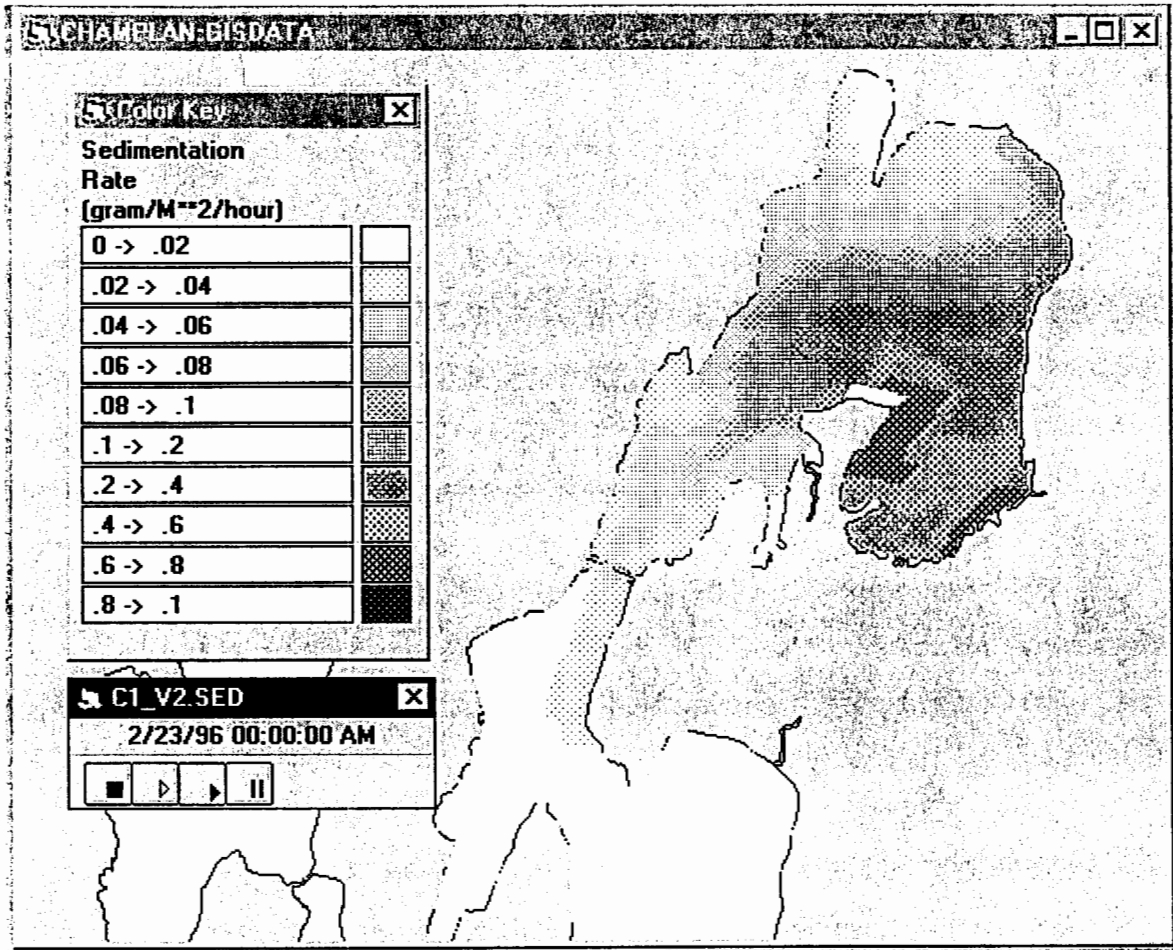 CHAMPLAN:GISDATA
Color Key
Sedimentation
Rate
(gram/M**2/hour)
0 -> .02
.02 -> .04
.04 -> .06
.06 -> .08
.08 -> .1
.1 -> .2
.2 -> .4
.4 -> .6
.6 -> .8
.8 -> .1
C1_V2.SED
2/23/96 00:00:00 AM